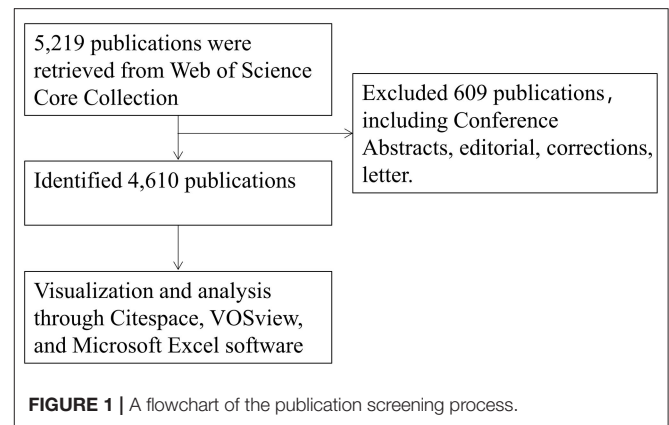 5,219 publications were
retrieved from Web of Science
Core Collection
Excluded 609 publications,
including Conference
Abstracts, editorial, corrections,
letter.
Identified 4,610 publications
Visualization and analysis
through Citespace, VOSview,
and Microsoft Excel software
FIGURE 1 | A flowchart of the publication screening process.